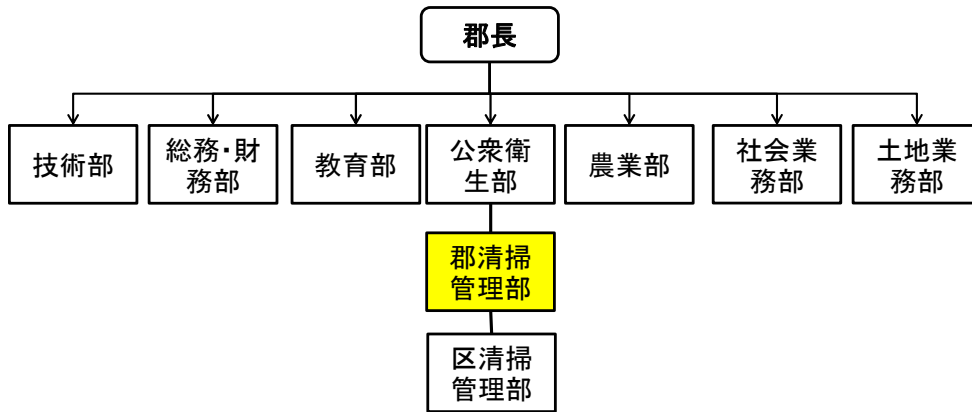 郡長
技術部
総務・財
務部
教育部
公衆衛
生部
農業部
社会業
務部
土地業
務部
郡清掃
管理部
区清掃
管理部